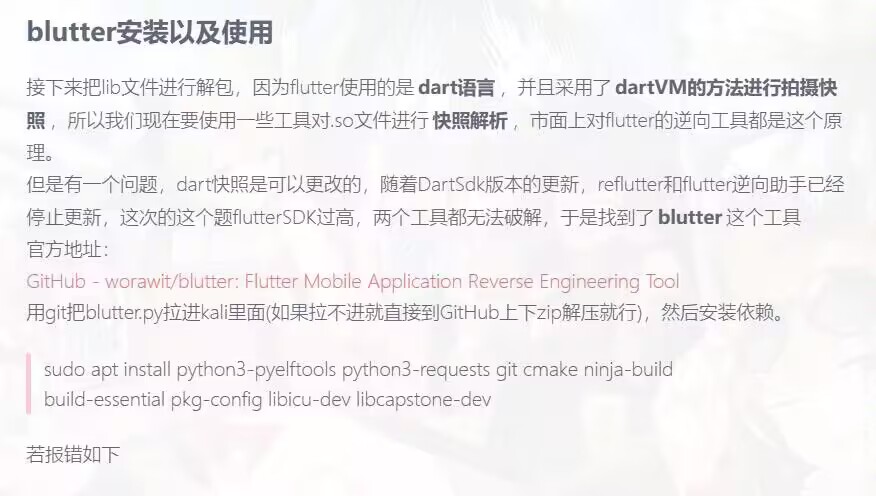 blutter安装以及使用
接下来把lib文件进行解包，因为flutter使用的是 dart语言 ，并且采用了 dartVM的方法进行拍摄快
照 ，所以我们现在要使用一些工具对.so文件进行 快照解析 ，市面上对flutter的逆向工具都是这个原
理。
但是有一个问题，dart快照是可以更改的，随着DartSdk版本的更新，reflutter和flutter逆向助手已经
停止更新，这次的这个题flutterSDK过高，两个工具都无法破解，于是找到了 blutter 这个工具
官方地址：
GitHub - worawit/blutter: Flutter Mobile Application Reverse Engineering Tool
用git把blutter.py拉进kali里面(如果拉不进就直接到GitHub上下zip解压就行)，然后安装依赖。
sudo apt install python3-pyelftools python3-requests git cmake ninja-build
build-essential pkg-config libicu-dev libcapstone-dev
若报错如下